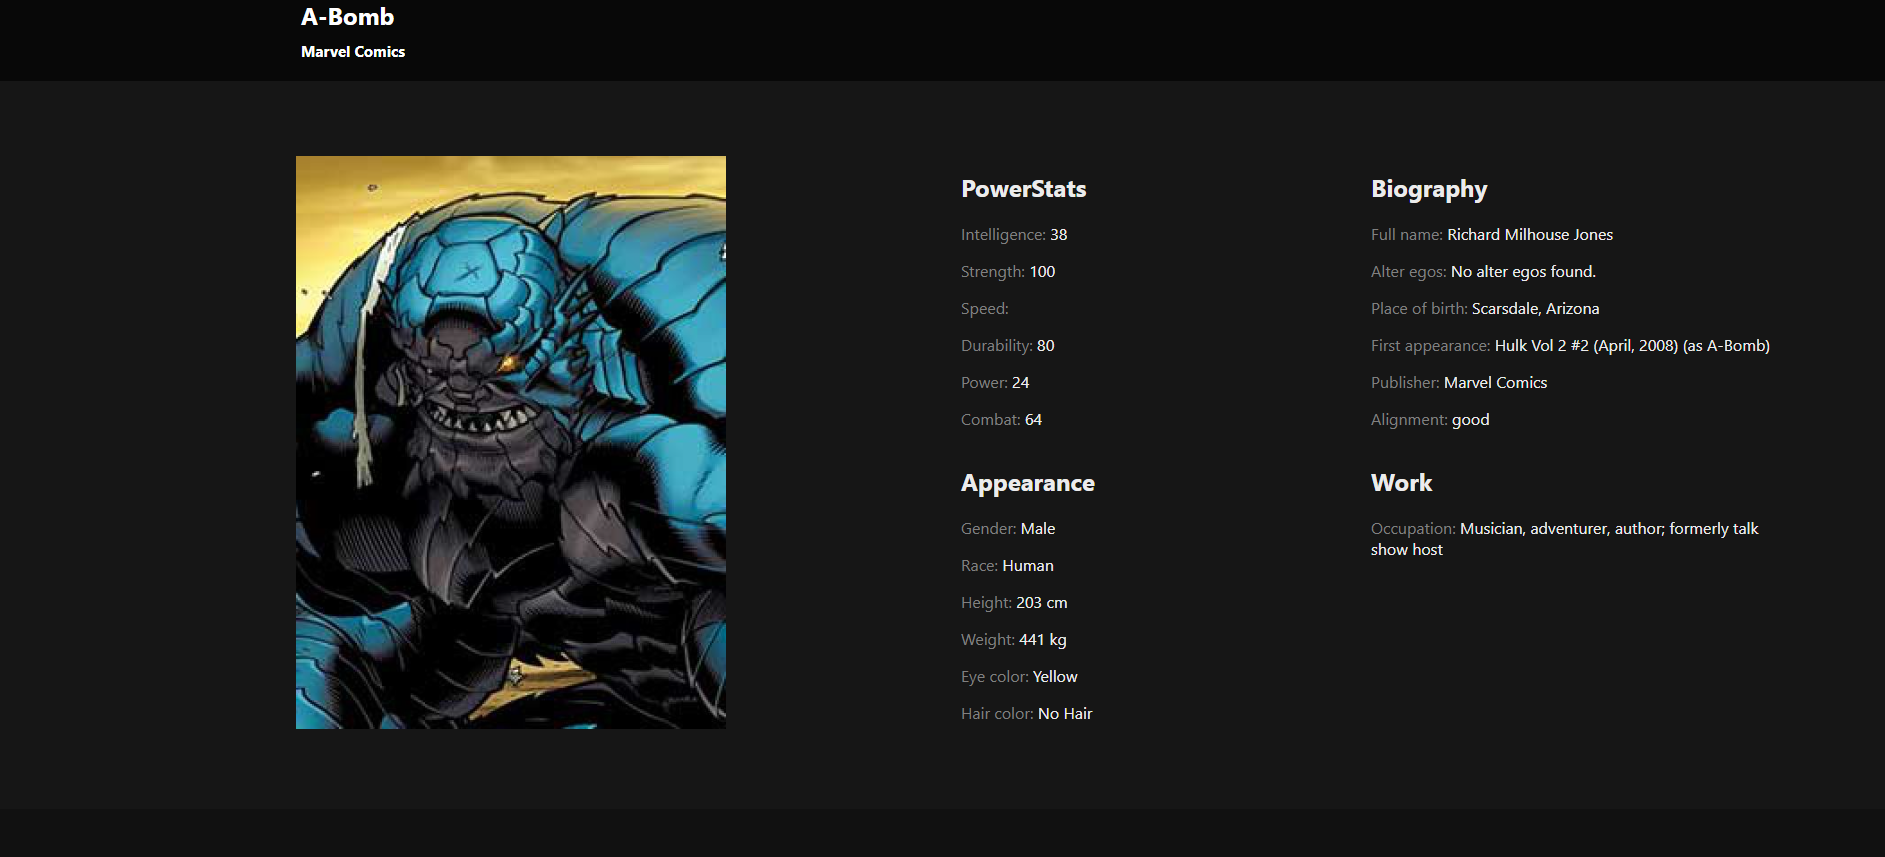 A-Bomb
Marvel Comics
PowerStats
Intelligence: 38
Strength: 100
Speed:
Durability: 80
Power: 24
Combat: 64
Appearance
Gender: Male
Race: Human
Height: 203 cm
Weight: 441 kg
Eye color: Yellow
Hair color: No Hair
Biography
Full name: Richard Milhouse Jones
Alter egos: No alter egos found.
Place of birth: Scarsdale, Arizona
First appearance: Hulk Vol 2 #2 (April, 2008) (as A-Bomb)
Publisher: Marvel Comics
Alignment: good
Work
Occupation: Musician, adventurer, author; formerly talk
show host